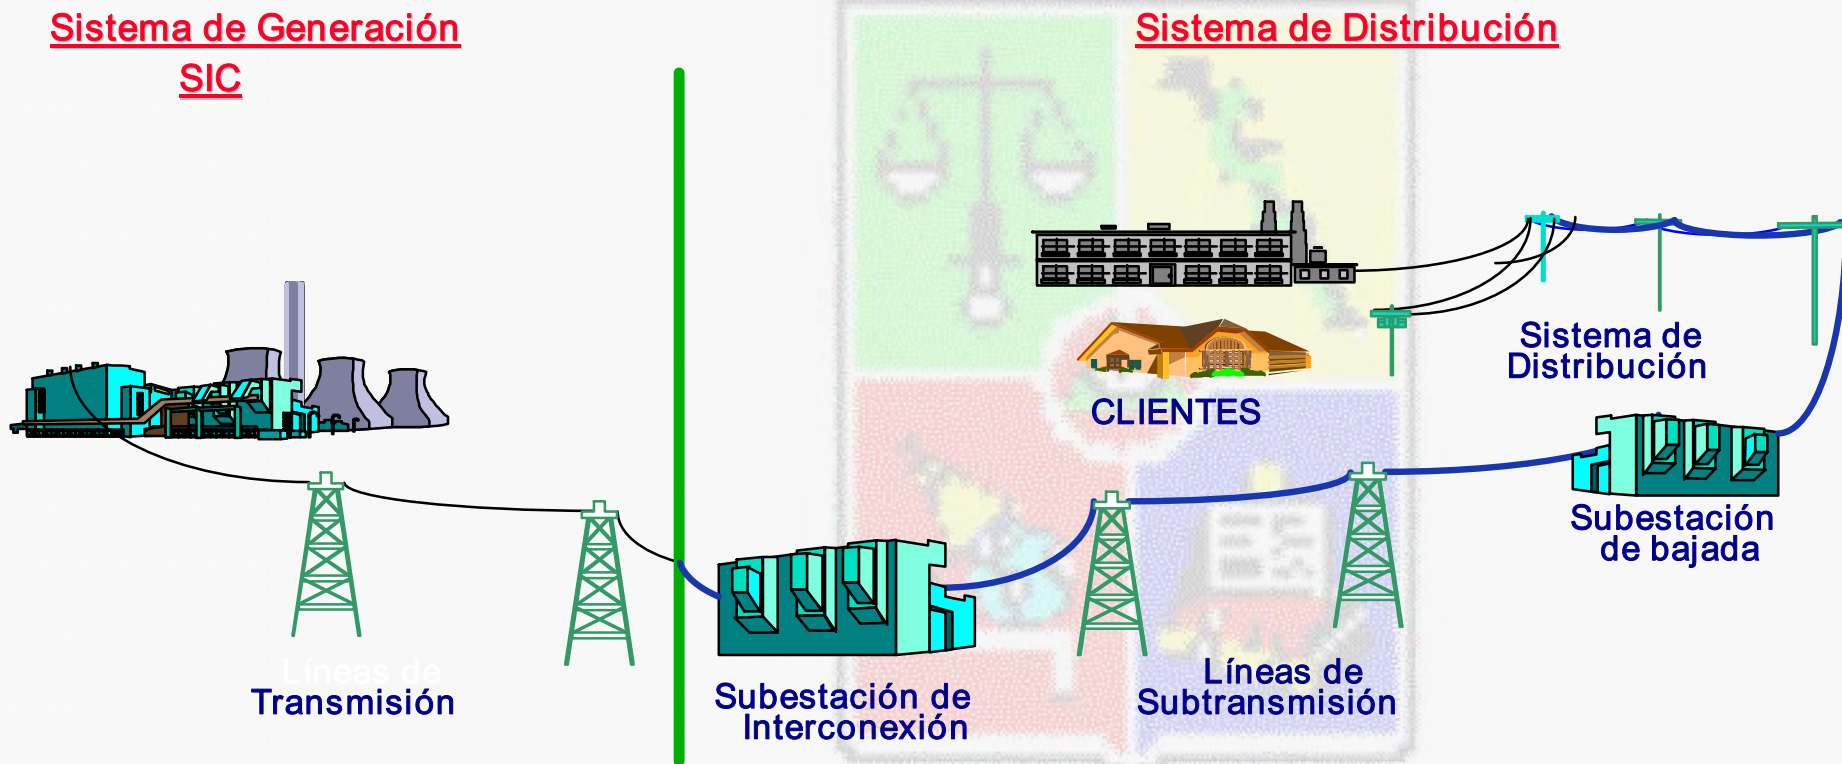 Sistema de Generación
SIC
Sistema de Distribución
CLIENTES
Sistema de
Distribución
Subestación
de bajada
Líneas de
Transmisión
Subestación de
Interconexión
Líneas de
Subtransmisión